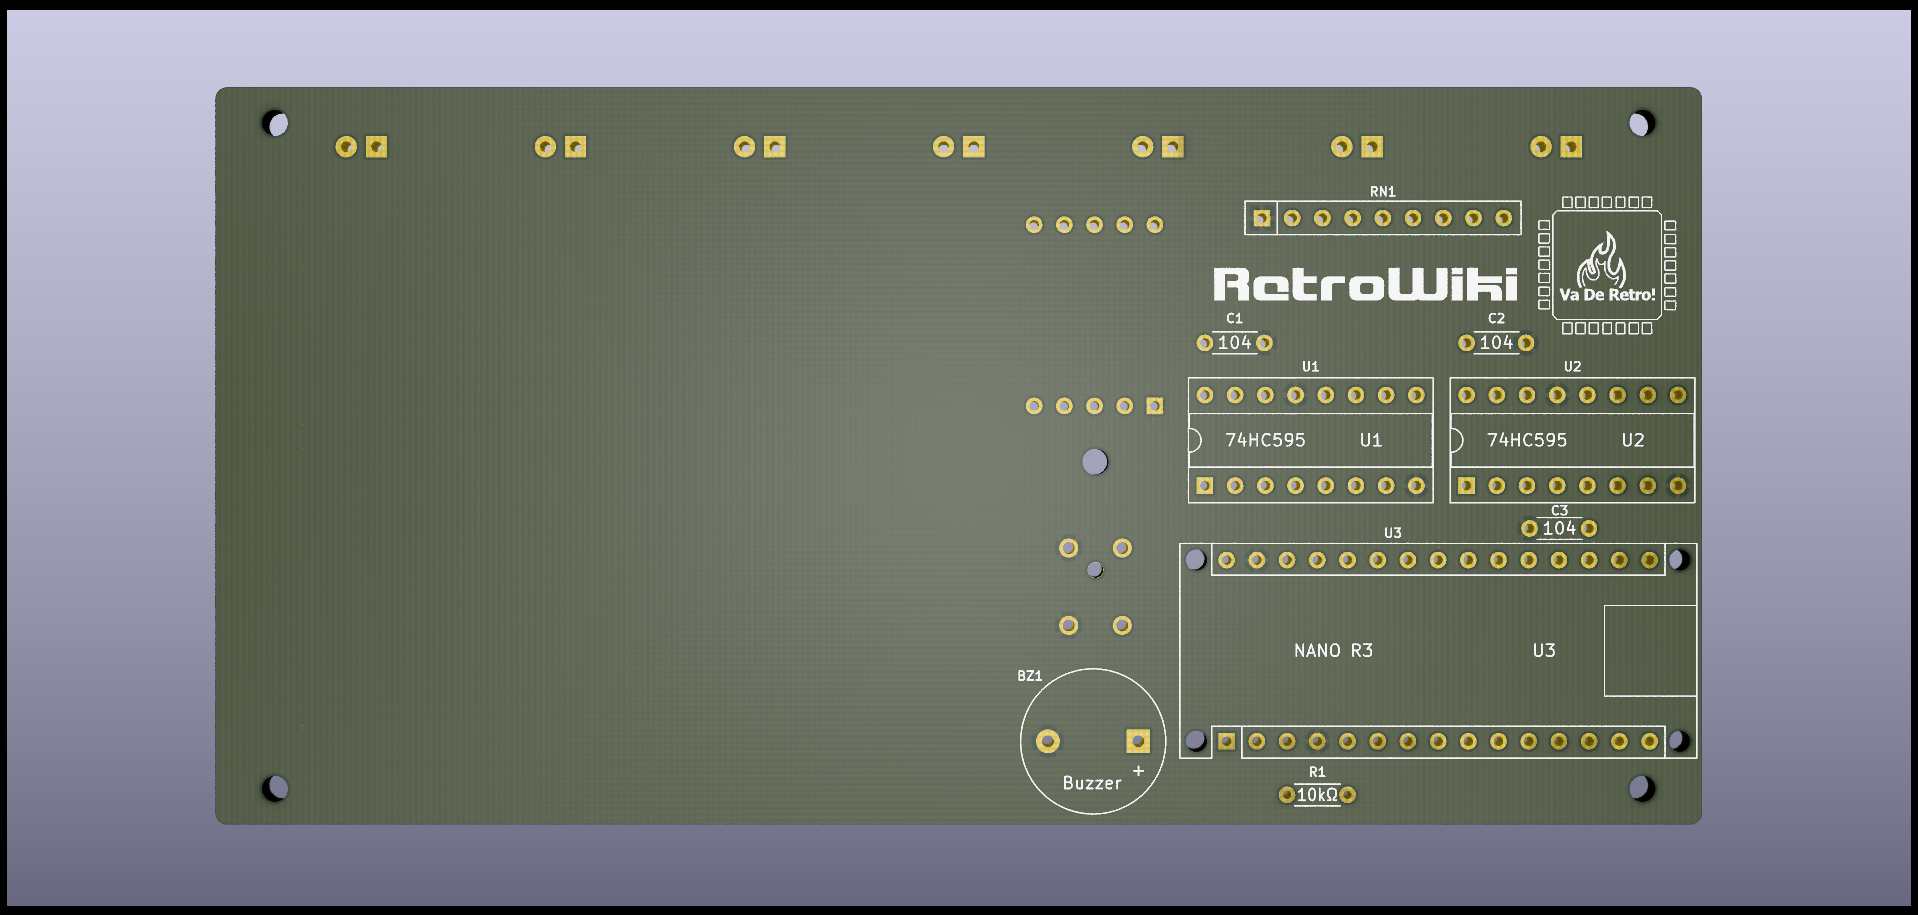 RN1
RetroWiki
Va De Retro!
C1
104
C2
104
U1
74HC595 U1
U2
74HC595 U2
C3
104
U3
NANO R3 U3
BZ1
+
Buzzer
R1
10kΩ